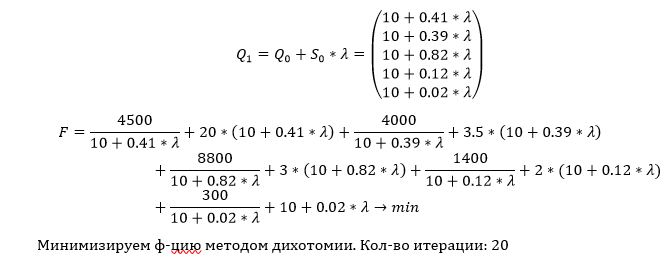 Q₁ = Q₀ + S₀ * λ = (10 + 0.41 * λ
10 + 0.39 * λ
10 + 0.82 * λ
10 + 0.12 * λ
10 + 0.02 * λ)
F = 4500/(10 + 0.41 * λ) + 20 * (10 + 0.41 * λ) + 4000/(10 + 0.39 * λ) + 3.5 * (10 + 0.39 * λ)
+ 8800/(10 + 0.82 * λ) + 3 * (10 + 0.82 * λ) + 1400/(10 + 0.12 * λ) + 2 * (10 + 0.12 * λ)
+ 300/(10 + 0.02 * λ) + 10 + 0.02 * λ → min
Минимизируем ф-цию методом дихотомии. Кол-во итерации: 20